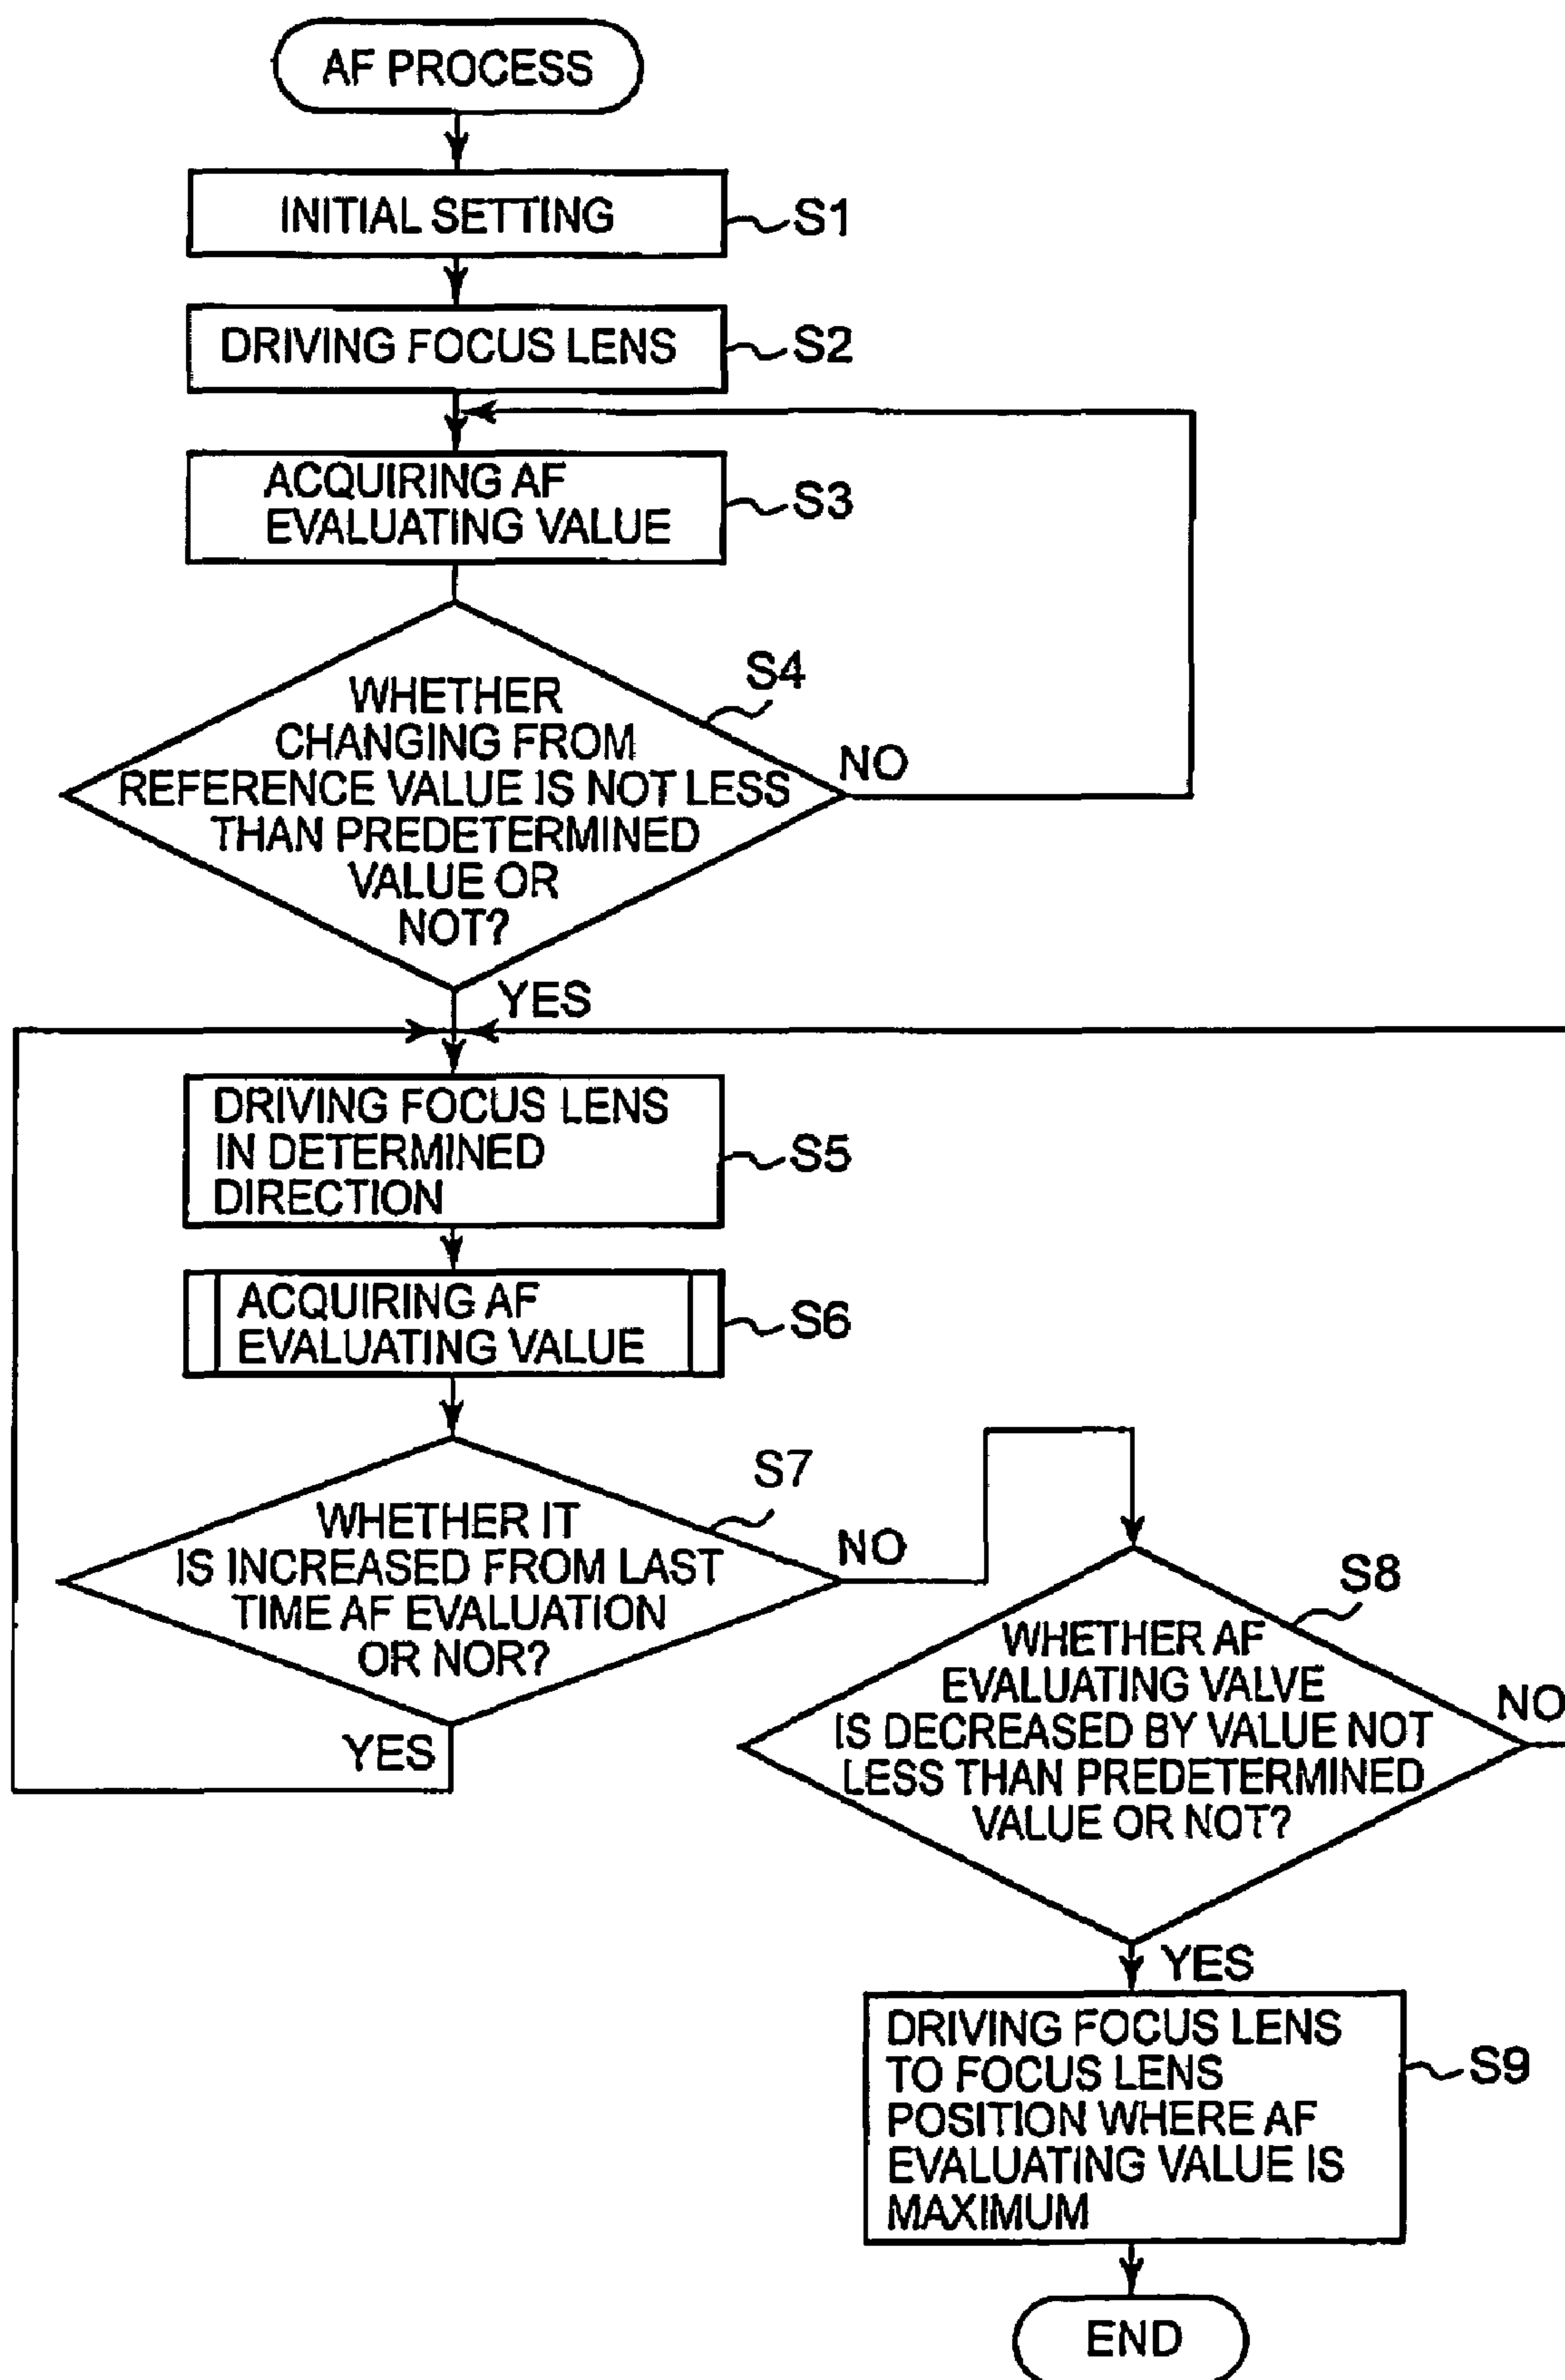 AF PROCESS
INITIAL SETTING
S1
DRIVING FOCUS LENS
S2
ACQUIRING AF
EVALUATING VALUE
S3
S4
WHETHER
CHANGING FROM
REFERENCE VALUE IS NOT LESS
THAN PREDETERMINED
VALUE OR
NOT?
NO
YES
DRIVING FOCUS LENS
IN DETERMINED
DIRECTION
S5
ACQUIRING AF
EVALUATING VALUE
S6
S7
WHETHER IT
IS INCREASED FROM LAST
TIME AF EVALUATION
OR NOR?
NO
YES
S8
WHETHER AF
EVALUATING VALVE
IS DECREASED BY VALUE NOT
LESS THAN PREDETERMINED
VALUE OR NOT?
NO
YES
DRIVING FOCUS LENS
TO FOCUS LENS
POSITION WHERE AF
EVALUATING VALUE IS
MAXIMUM
S9
END